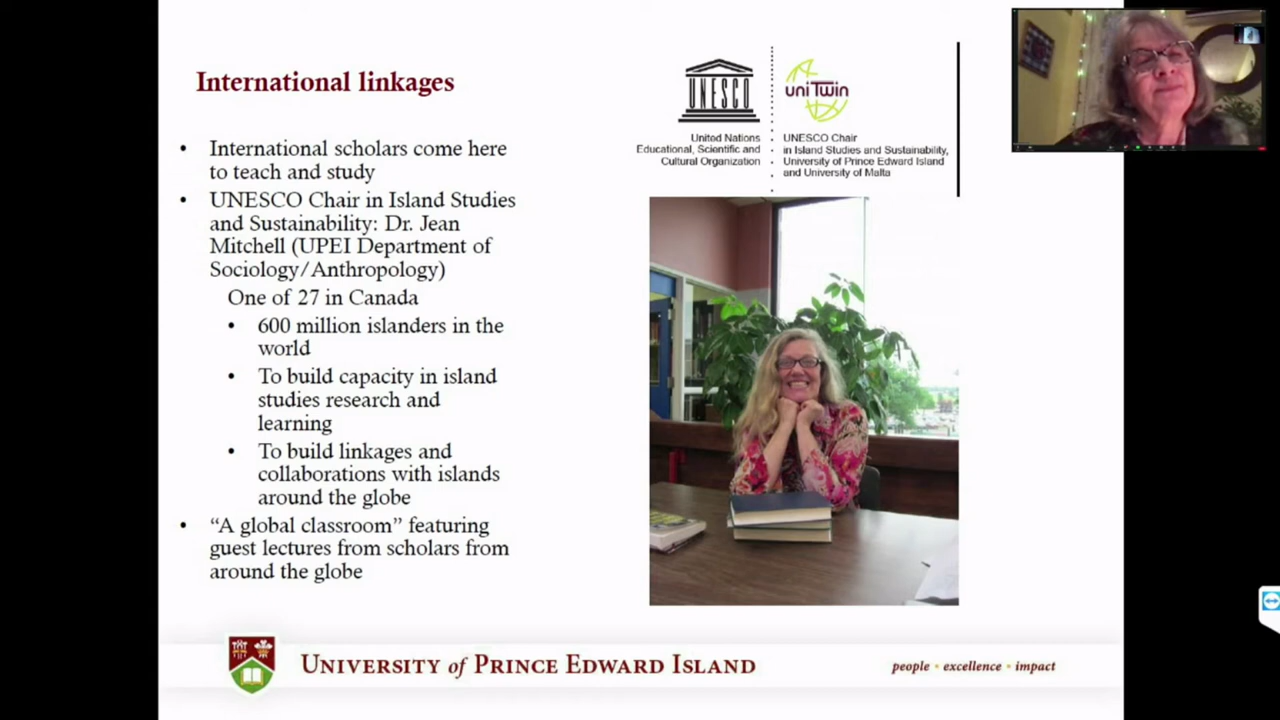 International linkages
• International scholars come here
to teach and study
• UNESCO Chair in Island Studies
and Sustainability: Dr. Jean
Mitchell (UPEI Department of
Sociology/Anthropology)
One of 27 in Canada
• 600 million islanders in the
world
• To build capacity in island
studies research and
learning
• To build linkages and
collaborations with islands
around the globe
• “A global classroom” featuring
guest lectures from scholars from
around the globe
UNESCO
United Nations
Educational, Scientific and
Cultural Organization
uniTwin
UNESCO Chair
in Island Studies and Sustainability,
University of Prince Edward Island
and University of Malta
UNIVERSITY of PRINCE EDWARD ISLAND
people • excellence • impact